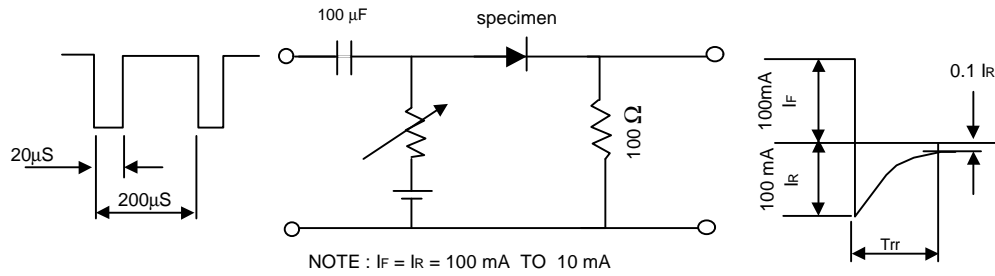 100 µF
specimen
20µS
200µS
100 Ω
NOTE : IF = IR = 100 mA TO 10 mA
100mA
IF
0.1 IR
100 mA
IR
Trr